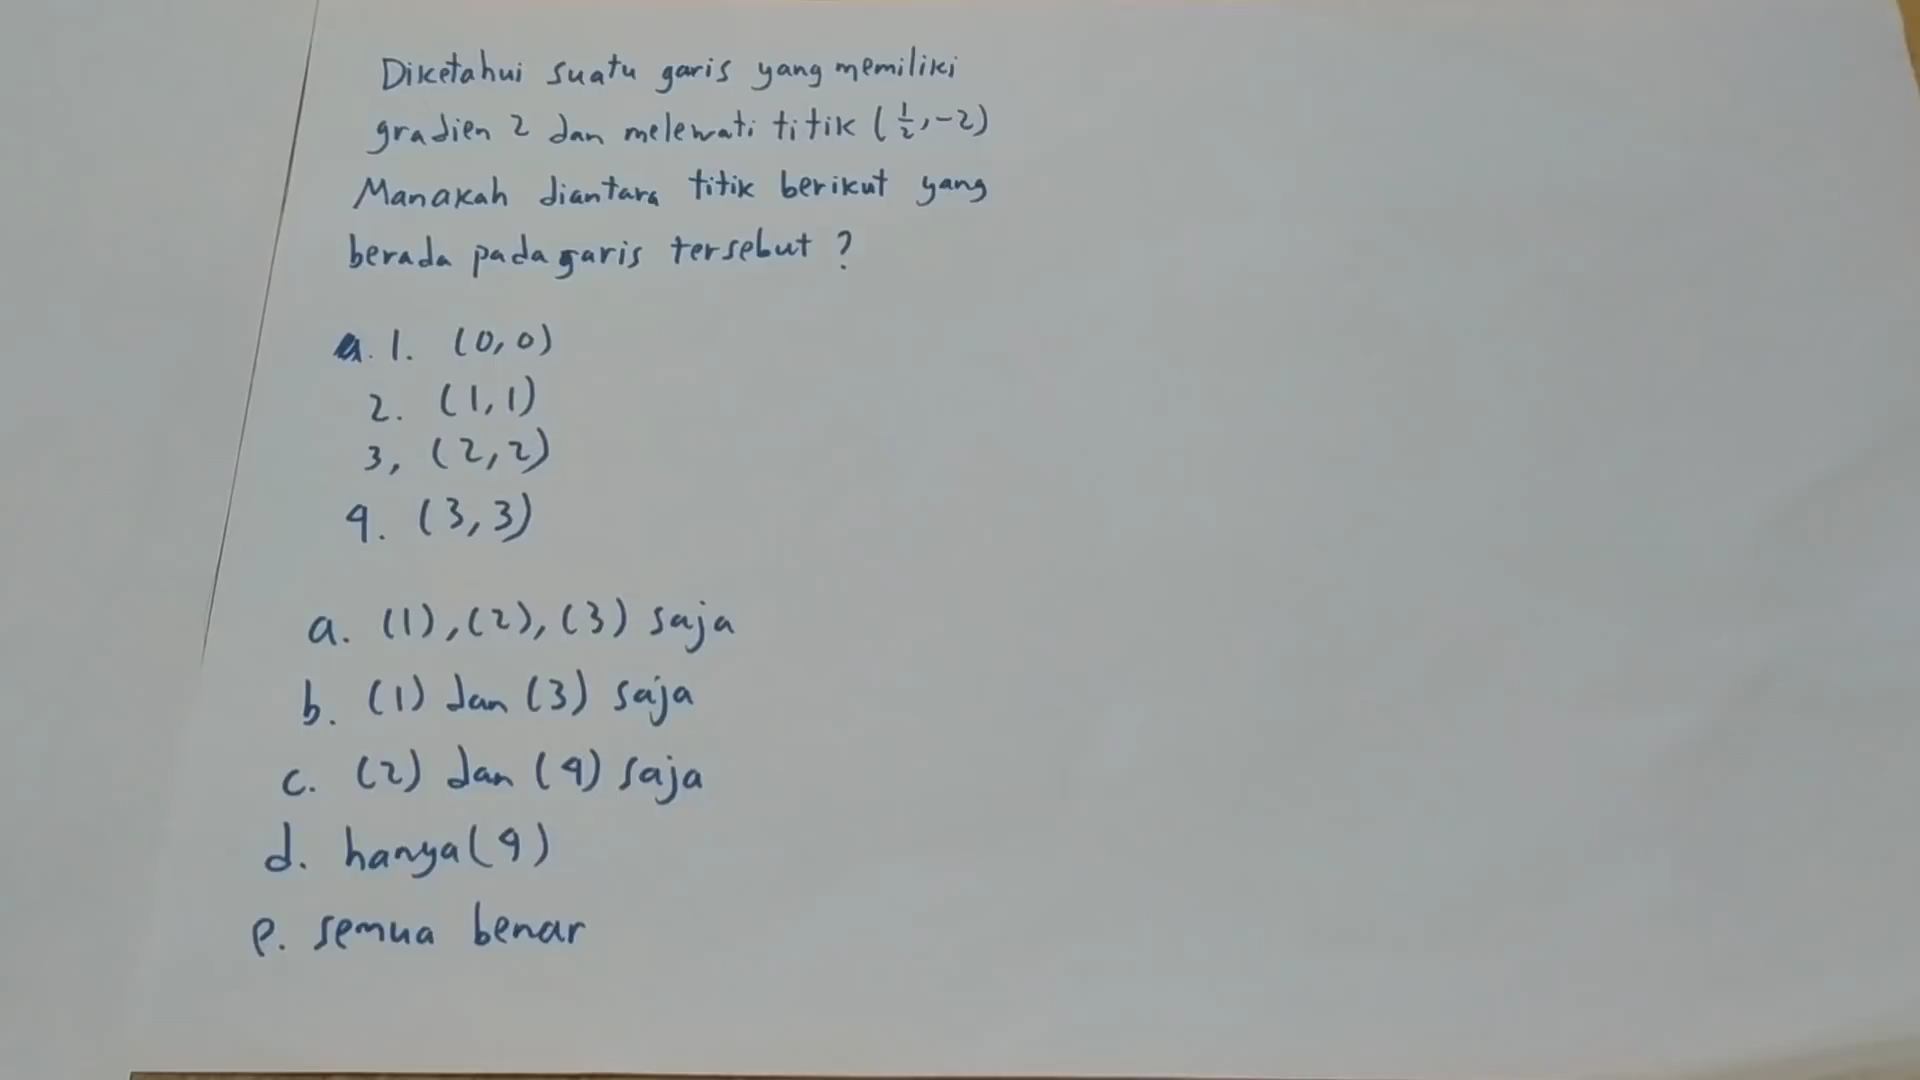 Diketahui suatu garis yang memiliki
gradien 2 dan melewati titik (1/2, -2)
Manakah diantara titik berikut yang
berada pada garis tersebut ?
1. (0,0)
2. (1,1)
3, (2,2)
4. (3,3)
a. (1),(2),(3) saja
b. (1) dan (3) saja
c. (2) dan (4) saja
d. hanya (4)
e. semua benar